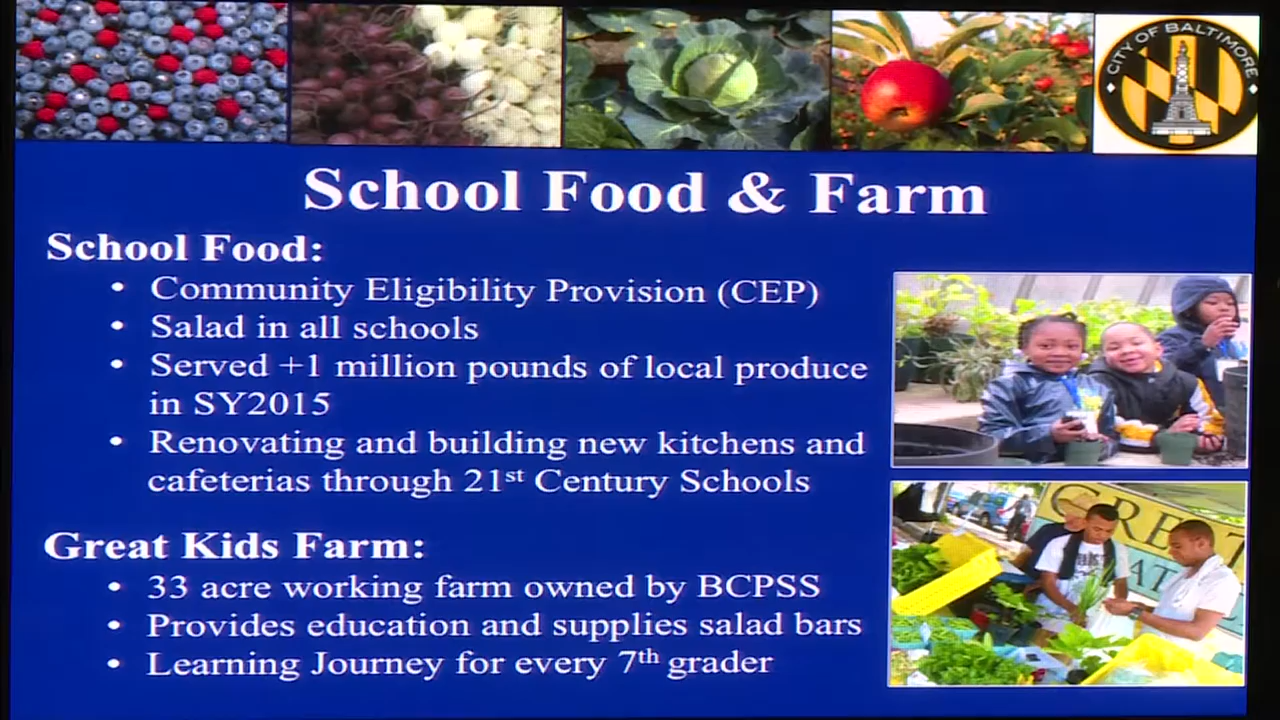 CITY OF BALTIMORE
School Food & Farm
School Food:
• Community Eligibility Provision (CEP)
• Salad in all schools
• Served +1 million pounds of local produce
in SY2015
• Renovating and building new kitchens and
cafeterias through 21st Century Schools
Great Kids Farm:
• 33 acre working farm owned by BCPSS
• Provides education and supplies salad bars
• Learning Journey for every 7th grader
GREAT